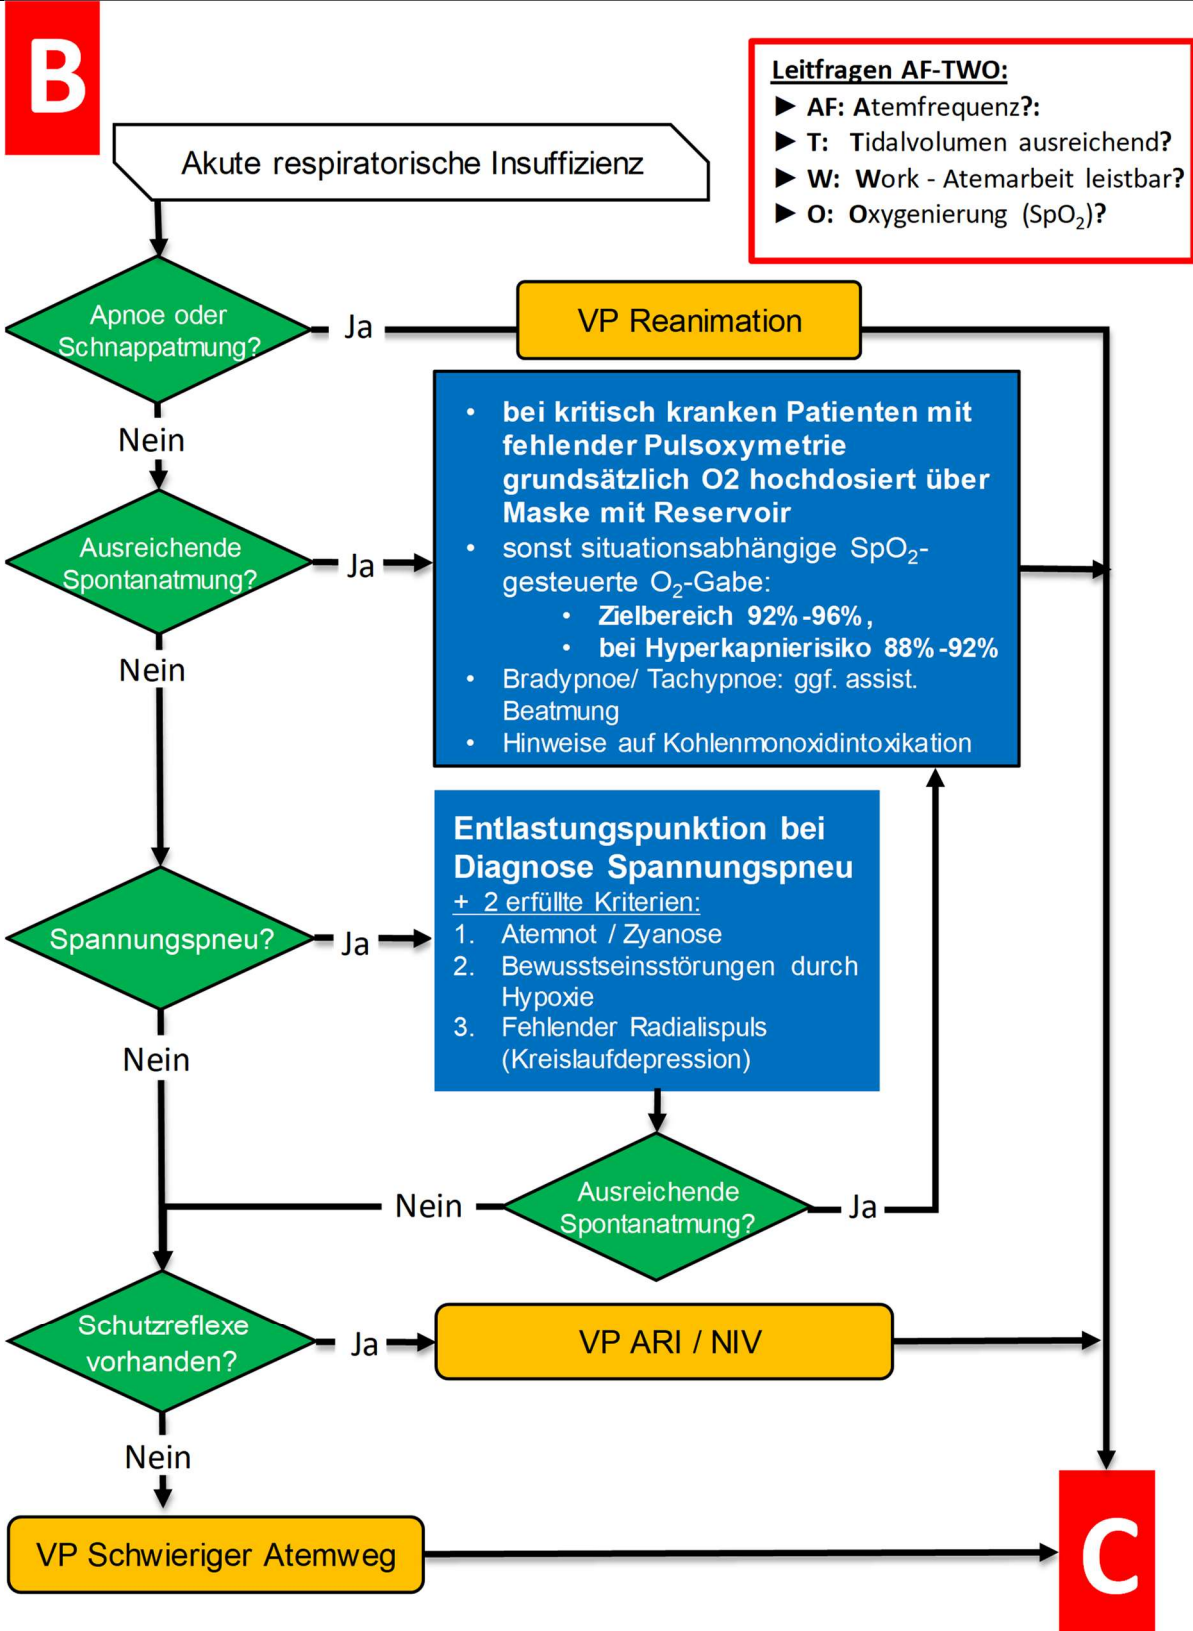 B
Leitfragen AF-TWO:
► AF: Atemfrequenz?:
► T: Tidalvolumen ausreichend?
► W: Work - Atemarbeit leistbar?
► O: Oxygenierung (SpO₂)?
Akute respiratorische Insuffizienz
Apnoe oder
Schnappatmung?
Ja
VP Reanimation
Nein
• bei kritisch kranken Patienten mit
fehlender Pulsoxymetrie
grundsätzlich O2 hochdosiert über
Maske mit Reservoir
• sonst situationsabhängige SpO₂-
gesteuerte O₂-Gabe:
• Zielbereich 92%-96%,
• bei Hyperkapnierisiko 88%-92%
• Bradypnoe/ Tachypnoe: ggf. assist.
Beatmung
• Hinweise auf Kohlenmonoxidintoxikation
Ausreichende
Spontanatmung?
Ja
Nein
Entlastungspunktion bei
Diagnose Spannungspneu
+ 2 erfüllte Kriterien:
1. Atemnot / Zyanose
2. Bewusstseinsstörungen durch
Hypoxie
3. Fehlender Radialispuls
(Kreislaufdepression)
Spannungspneu?
Ja
Nein
Ausreichende
Spontanatmung?
Nein
Ja
Schutzreflexe
vorhanden?
Ja
VP ARI / NIV
Nein
VP Schwieriger Atemweg
C